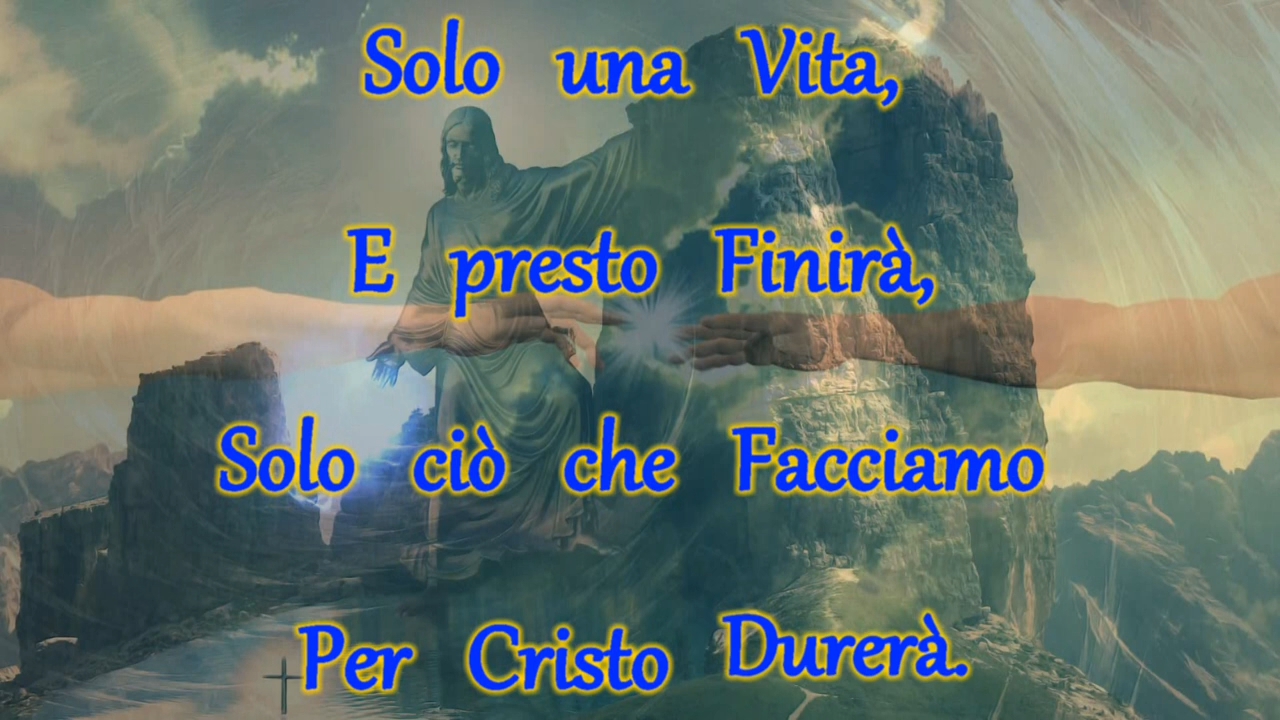 Solo una Vita,
E presto Finirà,
Solo ciò che Facciamo
Per Cristo Durerà.